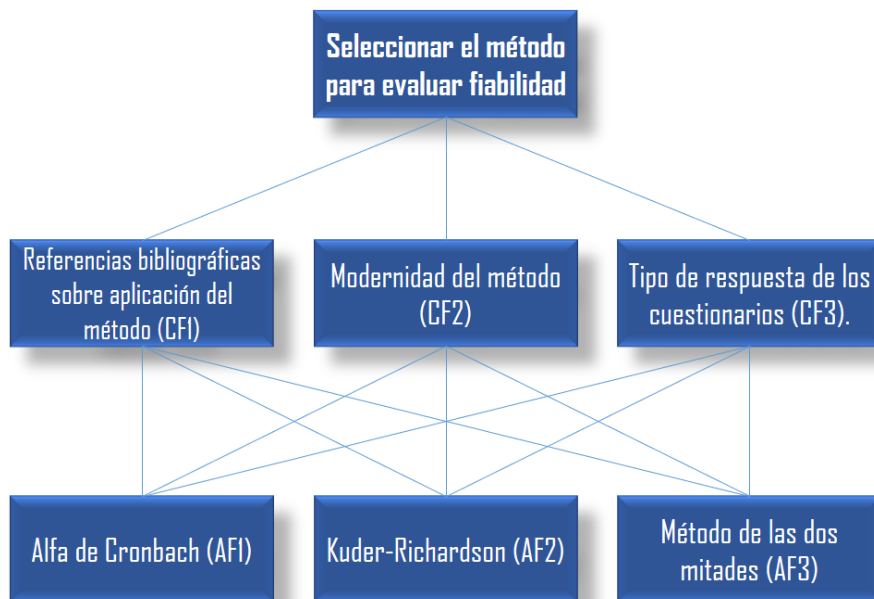 Seleccionar el método
para evaluar fiabilidad
Referencias bibliográficas
sobre aplicación del
método (CF1)
Modernidad del método
(CF2)
Tipo de respuesta de los
cuestionarios (CF3).
Alfa de Cronbach (AF1)
Kuder-Richardson (AF2)
Método de las dos
mitades (AF3)